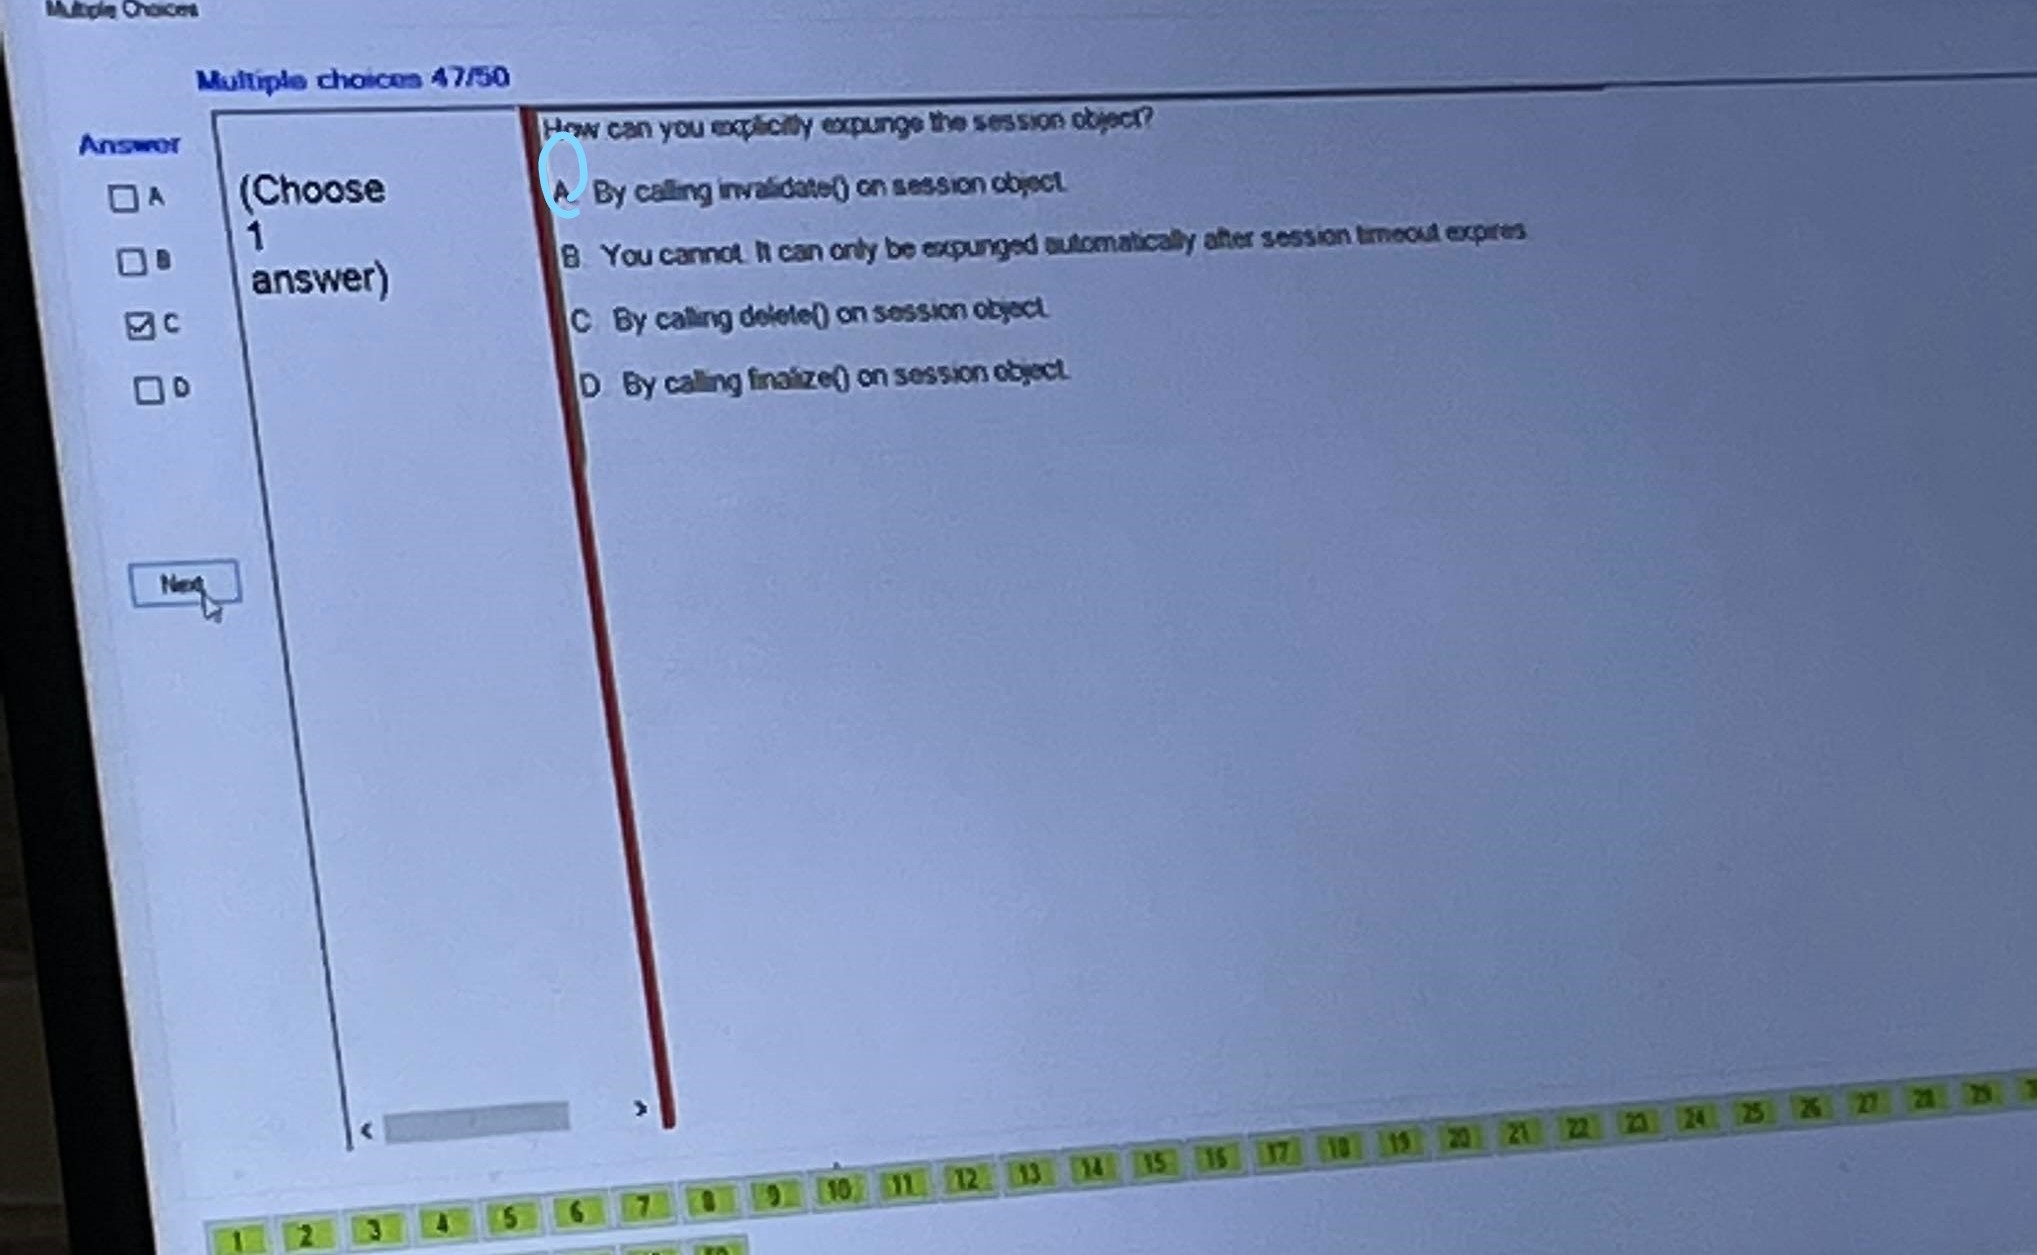 Multiple Choices
Multiple choices 47/50
Answer
A
B
C
D
(Choose
1
answer)
Next
How can you explicitly expunge the session object?
A. By calling invalidate() on session object.
B. You cannot. It can only be expunged automatically after session timeout expires.
C. By calling delete() on session object.
D. By calling finalize() on session object.
1 2 3 4 5 6 7 8 9 10 11 12 13 14 15 16 17 18 19 20 21 22 23 24 25 26 27 28 29
50